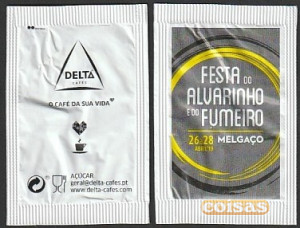 DELTA
CAFÉS
O CAFÉ DA SUA VIDA
AÇÚCAR
geral@delta-cafes.pt
www.delta-cafes.com
FESTA DO
ALVARINHO
E DO FUMEIRO
26 28
MELGAÇO
coisas